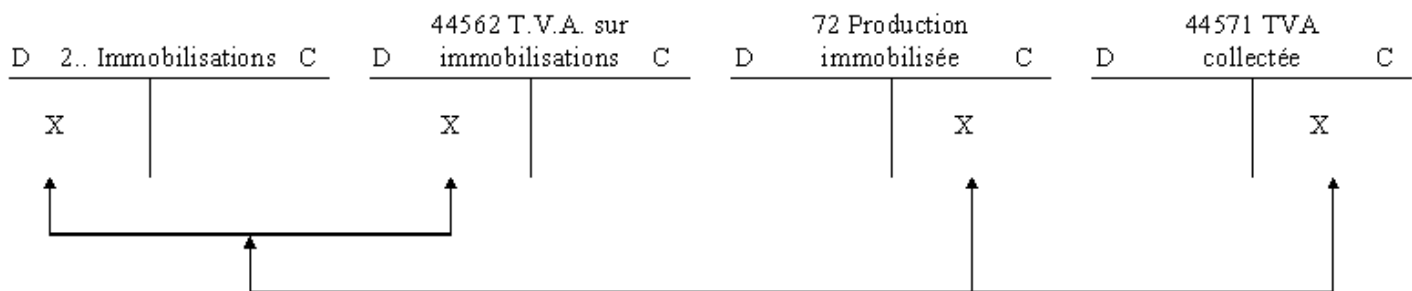 44562 T.V.A. sur 72 Production 44571 TVA
D 2.. Immobilisations C D immobilisations C D immobilisée C D collectée C
X X X X